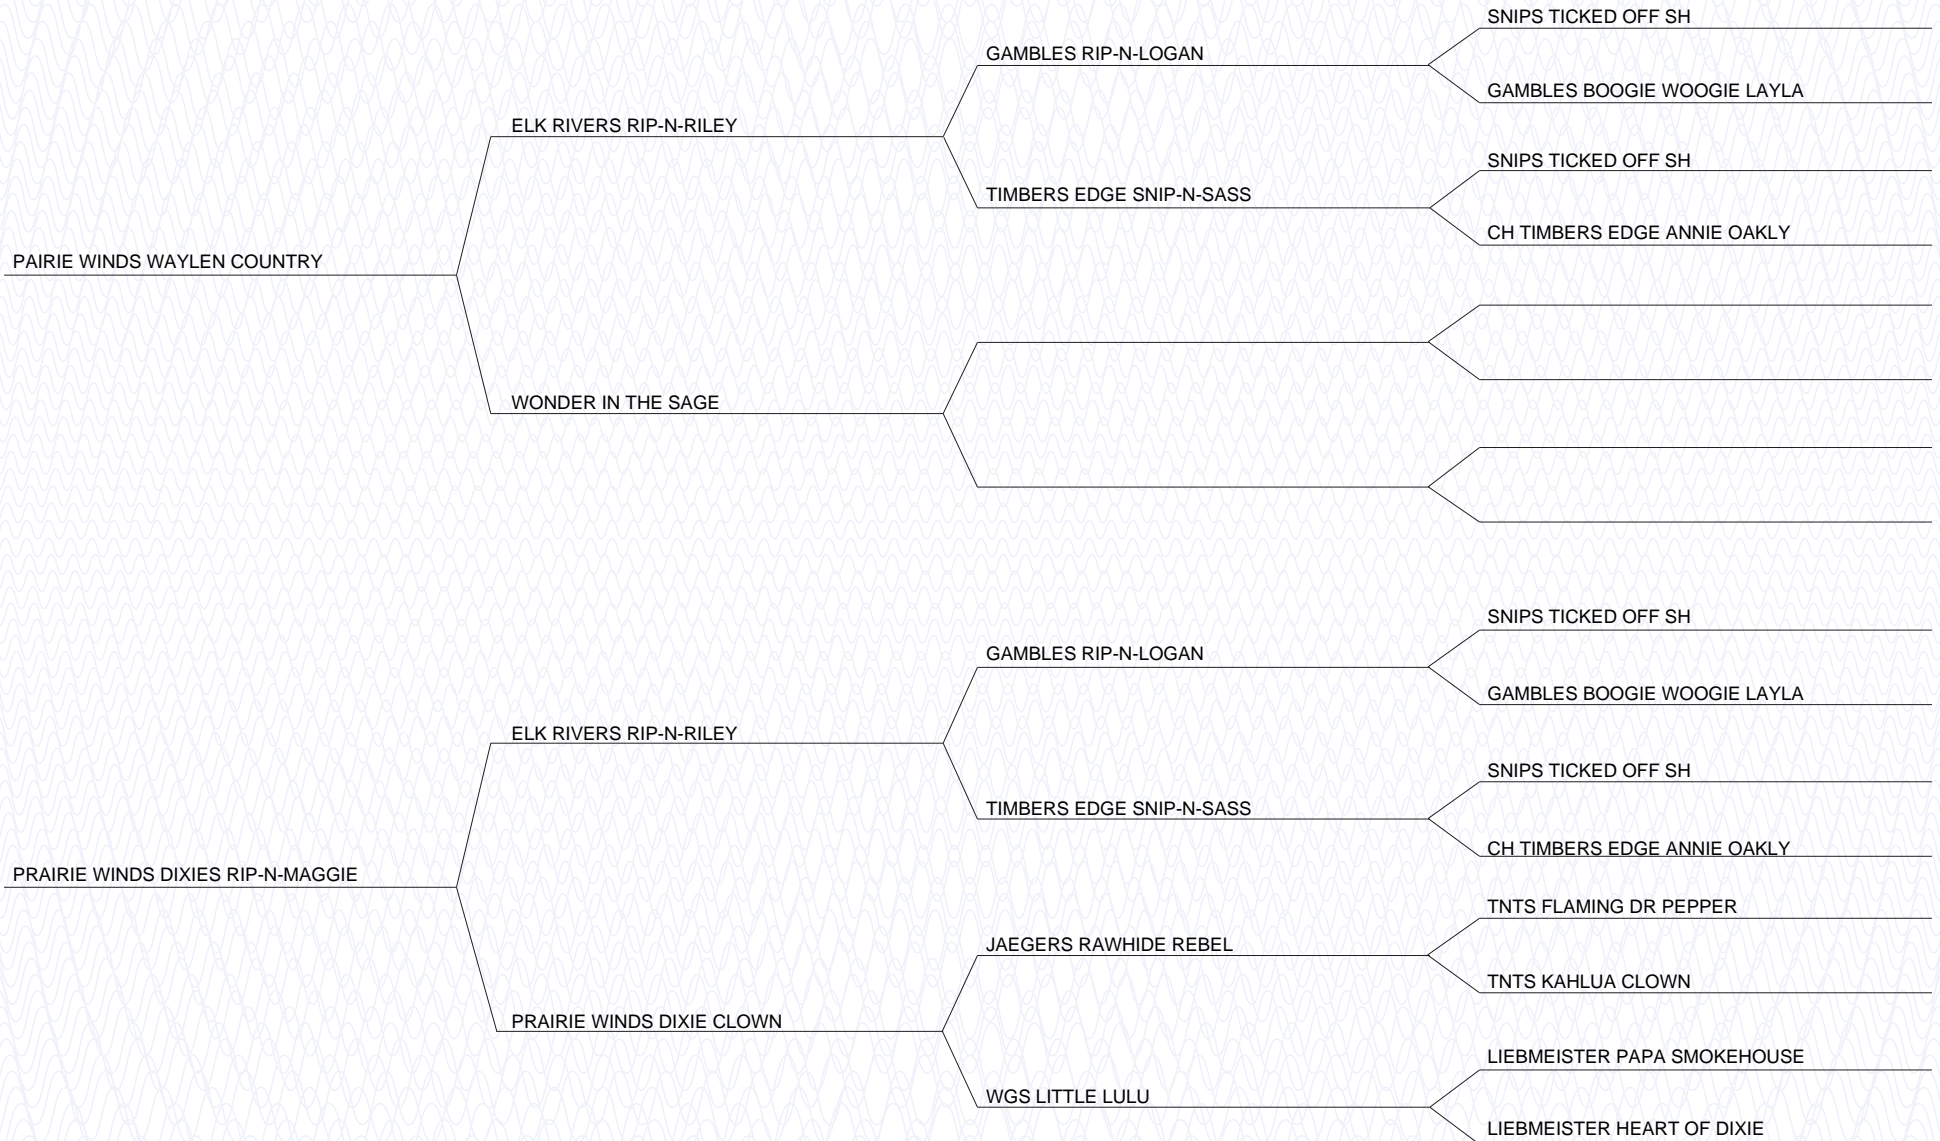 SNIPS TICKED OFF SH
GAMBLES RIP-N-LOGAN
GAMBLES BOOGIE WOOGIE LAYLA
ELK RIVERS RIP-N-RILEY
SNIPS TICKED OFF SH
TIMBERS EDGE SNIP-N-SASS
CH TIMBERS EDGE ANNIE OAKLY
PAIRIE WINDS WAYLEN COUNTRY
WONDER IN THE SAGE
SNIPS TICKED OFF SH
GAMBLES RIP-N-LOGAN
GAMBLES BOOGIE WOOGIE LAYLA
ELK RIVERS RIP-N-RILEY
SNIPS TICKED OFF SH
TIMBERS EDGE SNIP-N-SASS
CH TIMBERS EDGE ANNIE OAKLY
PRAIRIE WINDS DIXIES RIP-N-MAGGIE
TNTS FLAMING DR PEPPER
JAEGERS RAWHIDE REBEL
TNTS KAHLUA CLOWN
PRAIRIE WINDS DIXIE CLOWN
LIEBMEISTER PAPA SMOKEHOUSE
WGS LITTLE LULU
LIEBMEISTER HEART OF DIXIE